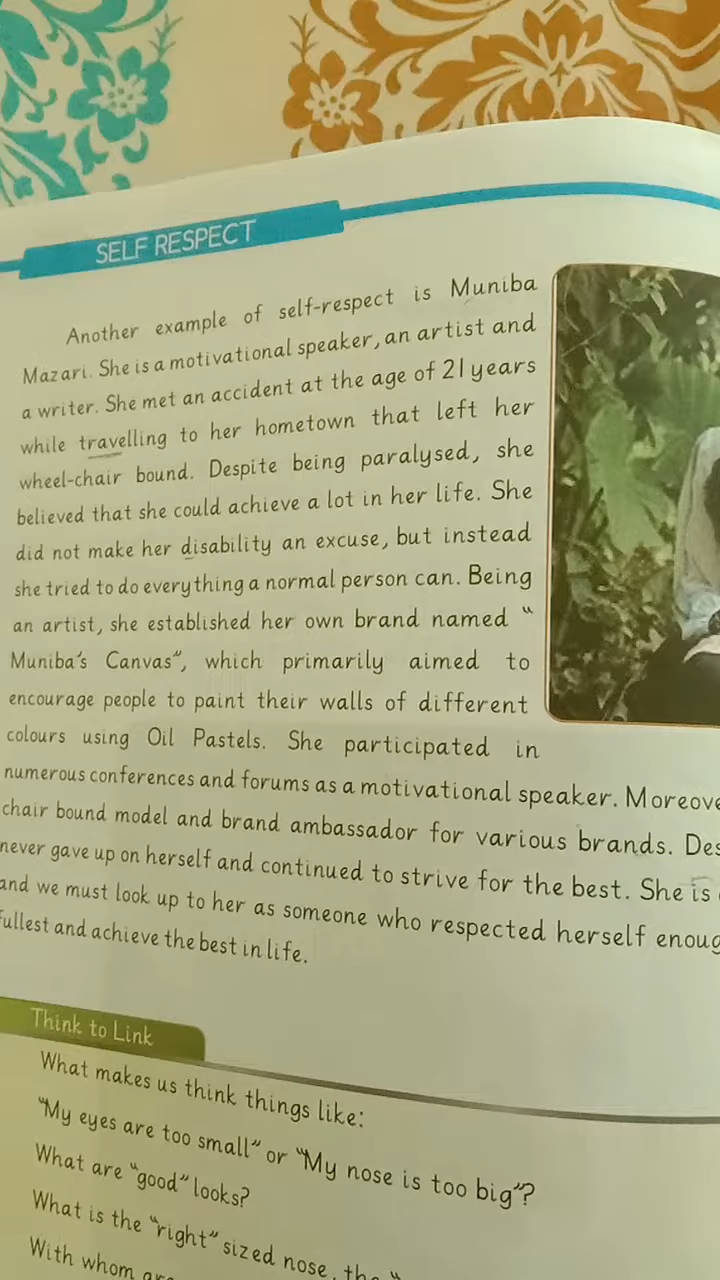 SELF RESPECT
Another example of self-respect is Muniba
Mazari. She is a motivational speaker, an artist and
a writer. She met an accident at the age of 21 years
while travelling to her hometown that left her
wheel-chair bound. Despite being paralysed, she
believed that she could achieve a lot in her life. She
did not make her disability an excuse, but instead
she tried to do everything a normal person can. Being
an artist, she established her own brand named "
Muniba's Canvas", which primarily aimed to
encourage people to paint their walls of different
colours using Oil Pastels. She participated in
numerous conferences and forums as a motivational speaker.
chair bound model and brand ambassador for various brands.
never gave up on herself and continued to strive for the best. She is
and we must look up to her as someone who respected herself
fullest and achieve the best in life.
Think to Link
What makes us think things like:
"My eyes are too small" or "My nose is too big"?
What are "good" looks?
What is the "right" sized nose,
With whom